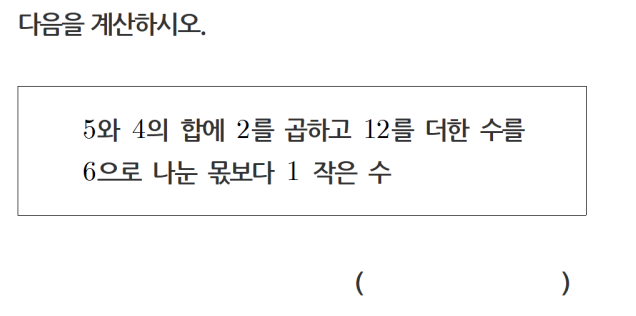 다음을 계산하시오.
5와 4의 합에 2를 곱하고 12를 더한 수를
6으로 나눈 몫보다 1 작은 수
( )